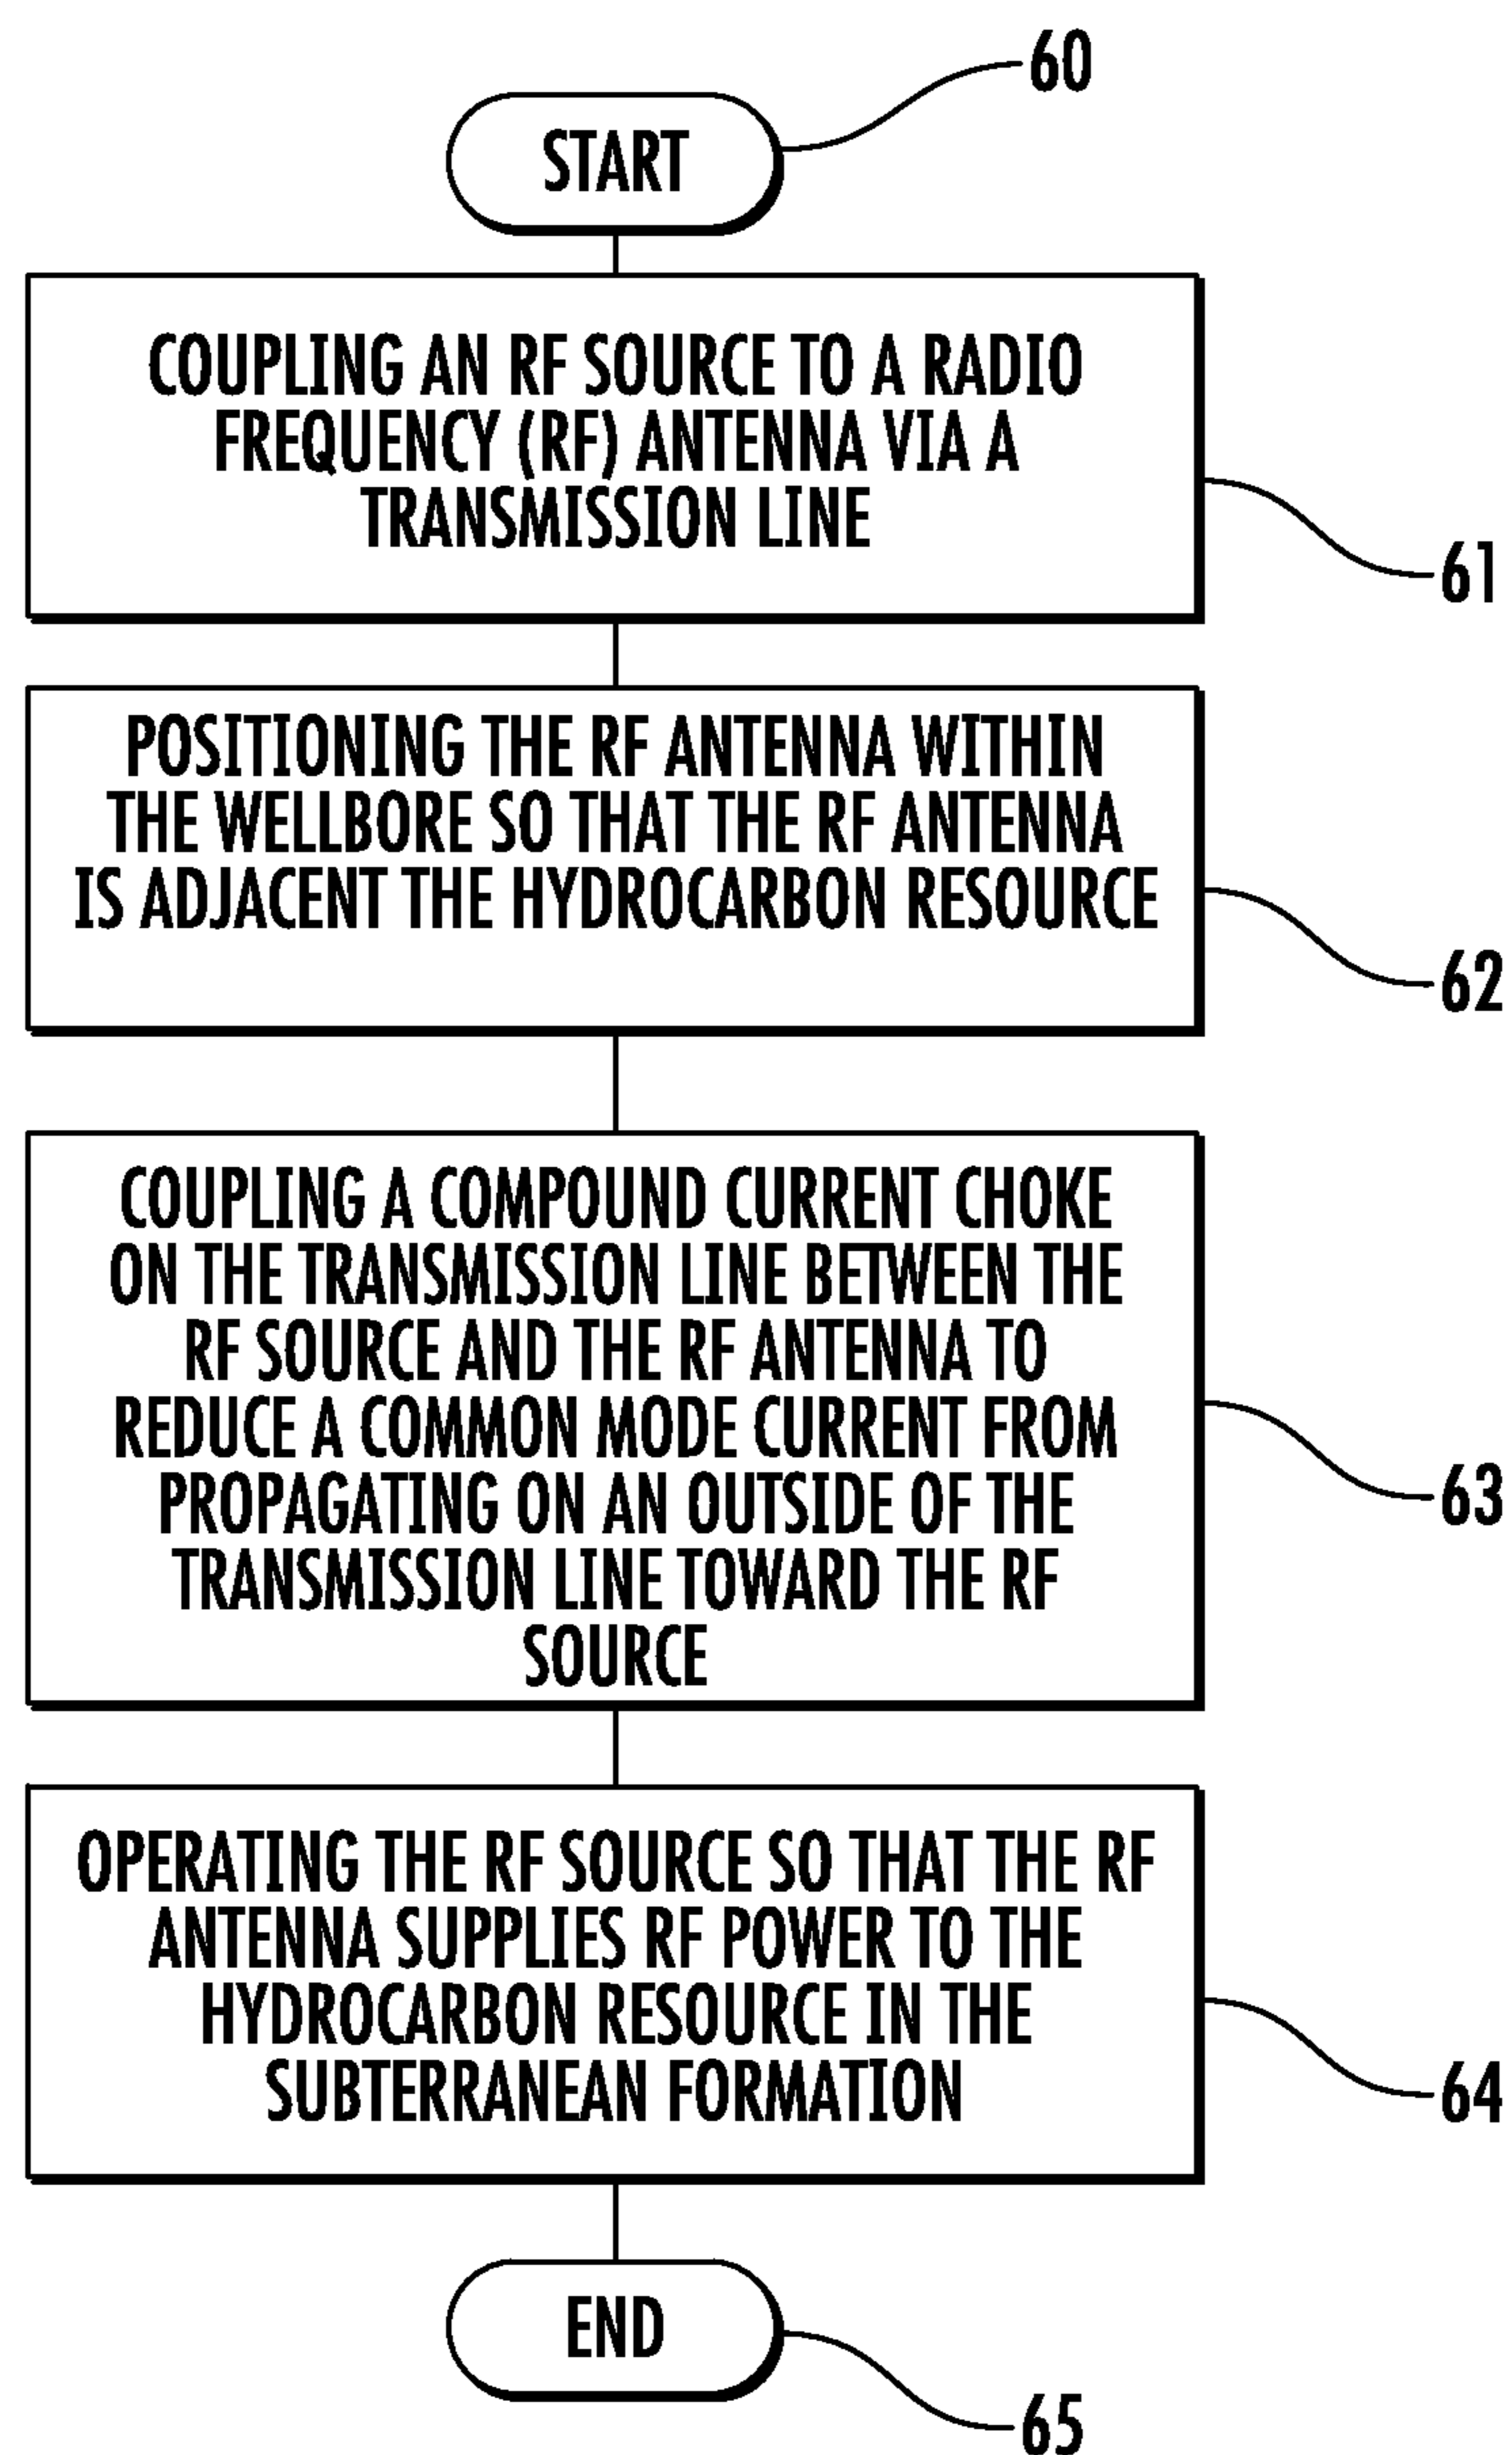 60
START
COUPLING AN RF SOURCE TO A RADIO
FREQUENCY (RF) ANTENNA VIA A
TRANSMISSION LINE
61
POSITIONING THE RF ANTENNA WITHIN
THE WELLBORE SO THAT THE RF ANTENNA
IS ADJACENT THE HYDROCARBON RESOURCE
62
COUPLING A COMPOUND CURRENT CHOKE
ON THE TRANSMISSION LINE BETWEEN THE
RF SOURCE AND THE RF ANTENNA TO
REDUCE A COMMON MODE CURRENT FROM
PROPAGATING ON AN OUTSIDE OF THE
TRANSMISSION LINE TOWARD THE RF
SOURCE
63
OPERATING THE RF SOURCE SO THAT THE RF
ANTENNA SUPPLIES RF POWER TO THE
HYDROCARBON RESOURCE IN THE
SUBTERRANEAN FORMATION
64
END
65